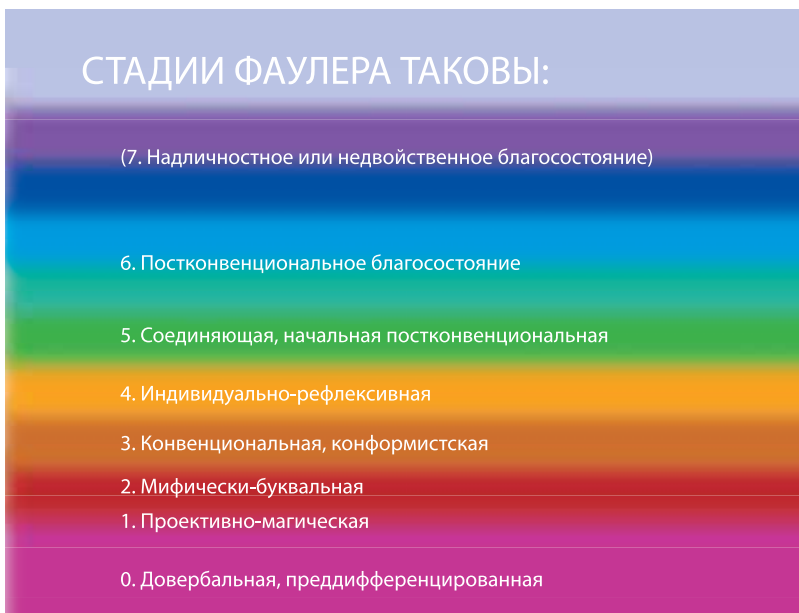 СТАДИИ ФАУЛЕРА ТАКОВЫ:
(7. Надличностное или недвойственное благосостояние)
6. Постконвенциональное благосостояние
5. Соединяющая, начальная постконвенциональная
4. Индивидуально-рефлексивная
3. Конвенциональная, конформистская
2. Мифически-буквальная
1. Проективно-магическая
0. Довербальная, преддифференцированная